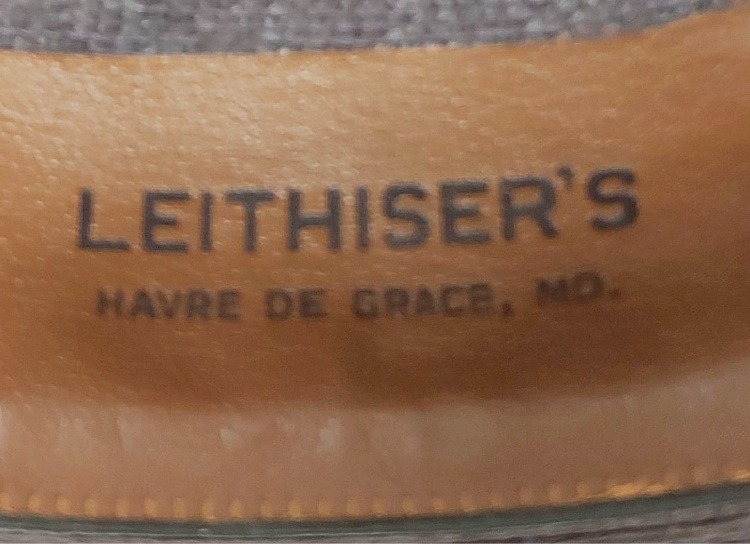 LEITHISER'S
HAVRE DE GRACE, MD.